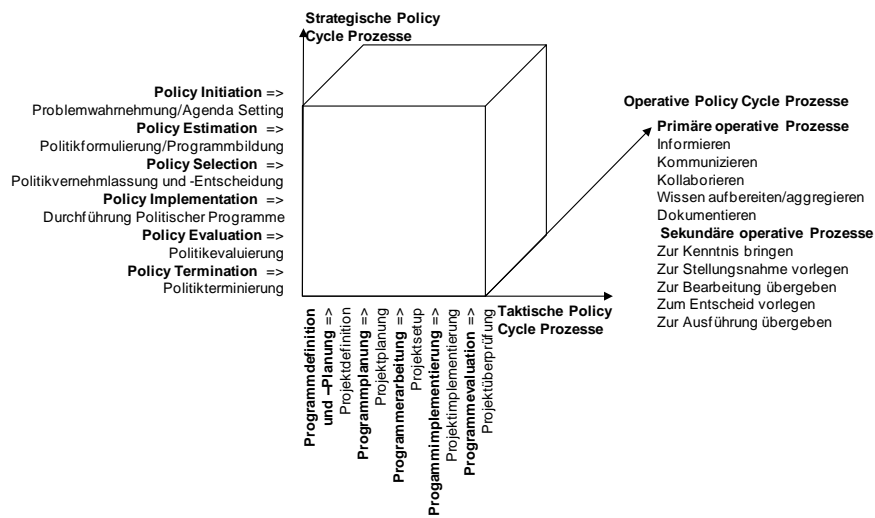 Strategische Policy
Cycle Prozesse
Policy Initiation =>
Problemwahrnehmung/Agenda Setting
Policy Estimation =>
Politikformulierung/Programmbildung
Policy Selection =>
Politikvernehmlassung und -Entscheidung
Policy Implementation =>
Durchführung Politischer Programme
Policy Evaluation =>
Politikevaluierung
Policy Termination =>
Politikterminierung
Operative Policy Cycle Prozesse
Primäre operative Prozesse
Informieren
Kommunizieren
Kollaborieren
Wissen aufbereiten/aggregieren
Dokumentieren
Sekundäre operative Prozesse
Zur Kenntnis bringen
Zur Stellungsnahme vorlegen
Zur Bearbeitung übergeben
Zum Entscheid vorlegen
Zur Ausführung übergeben
Taktische Policy
Cycle Prozesse
Programmdefinition
und –Planung =>
Projektdefinition
Programmplanung =>
Projektplanung
Programmerarbeitung =>
Projektsetup
Progammimplementierung =>
Projektimplementierung
Programmevaluation =>
Projektüberprüfung